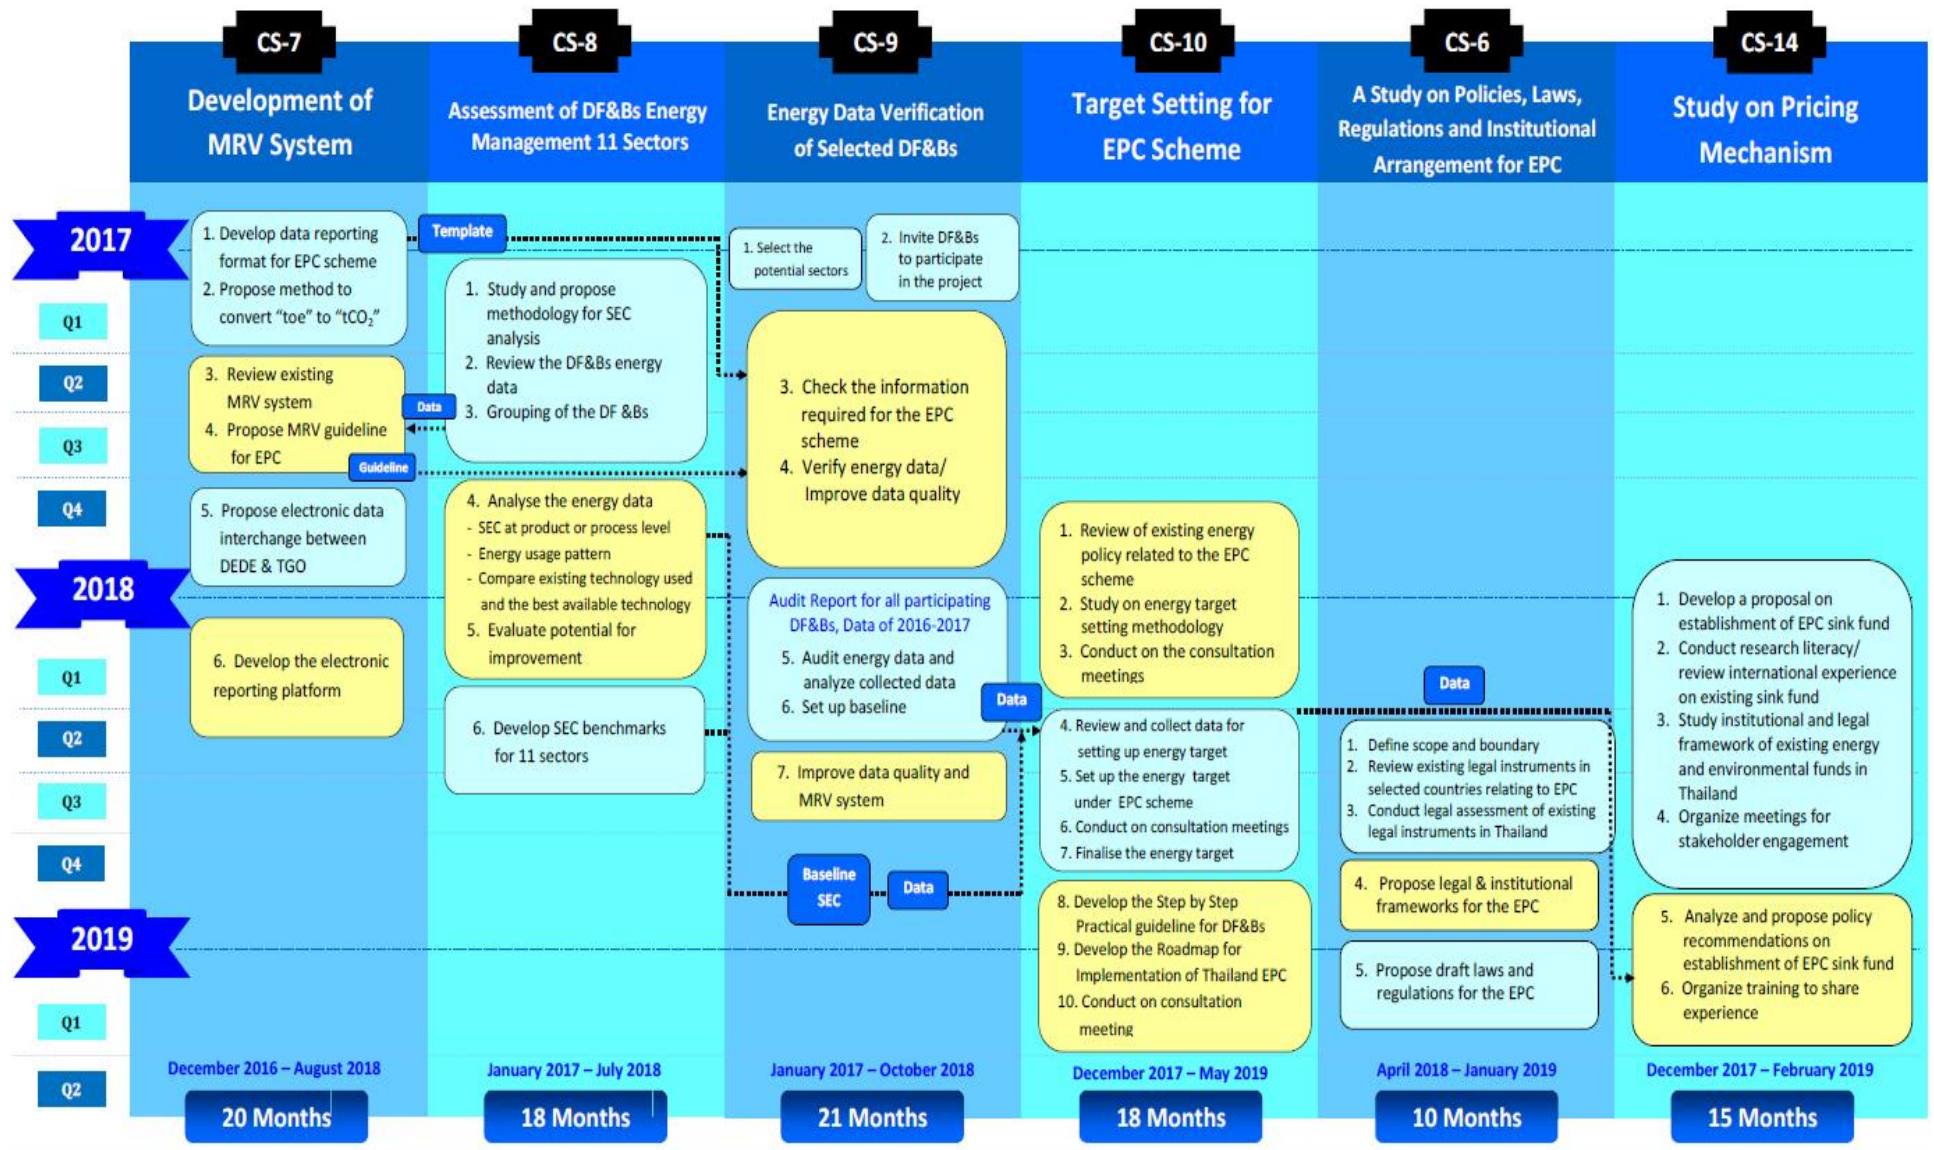 CS-7
CS-8
CS-9
CS-10
CS-6
CS-14
Development of
MRV System
Assessment of DF&Bs Energy
Management 11 Sectors
Energy Data Verification
of Selected DF&Bs
Target Setting for
EPC Scheme
A Study on Policies, Laws,
Regulations and Institutional
Arrangement for EPC
Study on Pricing
Mechanism
2017
Q1
Q2
Q3
Q4
2018
Q1
Q2
Q3
Q4
2019
Q1
Q2
1. Develop data reporting
format for EPC scheme
2. Propose method to
convert “toe” to “tCO₂”
3. Review existing
MRV system
4. Propose MRV guideline
for EPC
Guideline
5. Propose electronic data
interchange between
DEDE & TGO
6. Develop the electronic
reporting platform
December 2016 – August 2018
20 Months
Template
1. Study and propose
methodology for SEC
analysis
2. Review the DF&Bs energy
data
3. Grouping of the DF &Bs
Data
4. Analyse the energy data
- SEC at product or process level
- Energy usage pattern
- Compare existing technology used
and the best available technology
5. Evaluate potential for
improvement
6. Develop SEC benchmarks
for 11 sectors
January 2017 – July 2018
18 Months
1. Select the
potential sectors
2. Invite DF&Bs
to participate
in the project
3. Check the information
required for the EPC
scheme
4. Verify energy data/
Improve data quality
Audit Report for all participating
DF&Bs, Data of 2016-2017
5. Audit energy data and
analyze collected data
6. Set up baseline
Data
7. Improve data quality and
MRV system
Baseline
SEC
Data
January 2017 – October 2018
21 Months
1. Review of existing energy
policy related to the EPC
scheme
2. Study on energy target
setting methodology
3. Conduct on the consultation
meetings
4. Review and collect data for
setting up energy target
5. Set up the energy target
under EPC scheme
6. Conduct on consultation meetings
7. Finalise the energy target
8. Develop the Step by Step
Practical guideline for DF&Bs
9. Develop the Roadmap for
Implementation of Thailand EPC
10. Conduct on consultation
meeting
December 2017 – May 2019
18 Months
Data
1. Define scope and boundary
2. Review existing legal instruments in
selected countries relating to EPC
3. Conduct legal assessment of existing
legal instruments in Thailand
4. Propose legal & institutional
frameworks for the EPC
5. Propose draft laws and
regulations for the EPC
April 2018 – January 2019
10 Months
1. Develop a proposal on
establishment of EPC sink fund
2. Conduct research literacy/
review international experience
on existing sink fund
3. Study institutional and legal
framework of existing energy
and environmental funds in
Thailand
4. Organize meetings for
stakeholder engagement
5. Analyze and propose policy
recommendations on
establishment of EPC sink fund
6. Organize training to share
experience
December 2017 – February 2019
15 Months